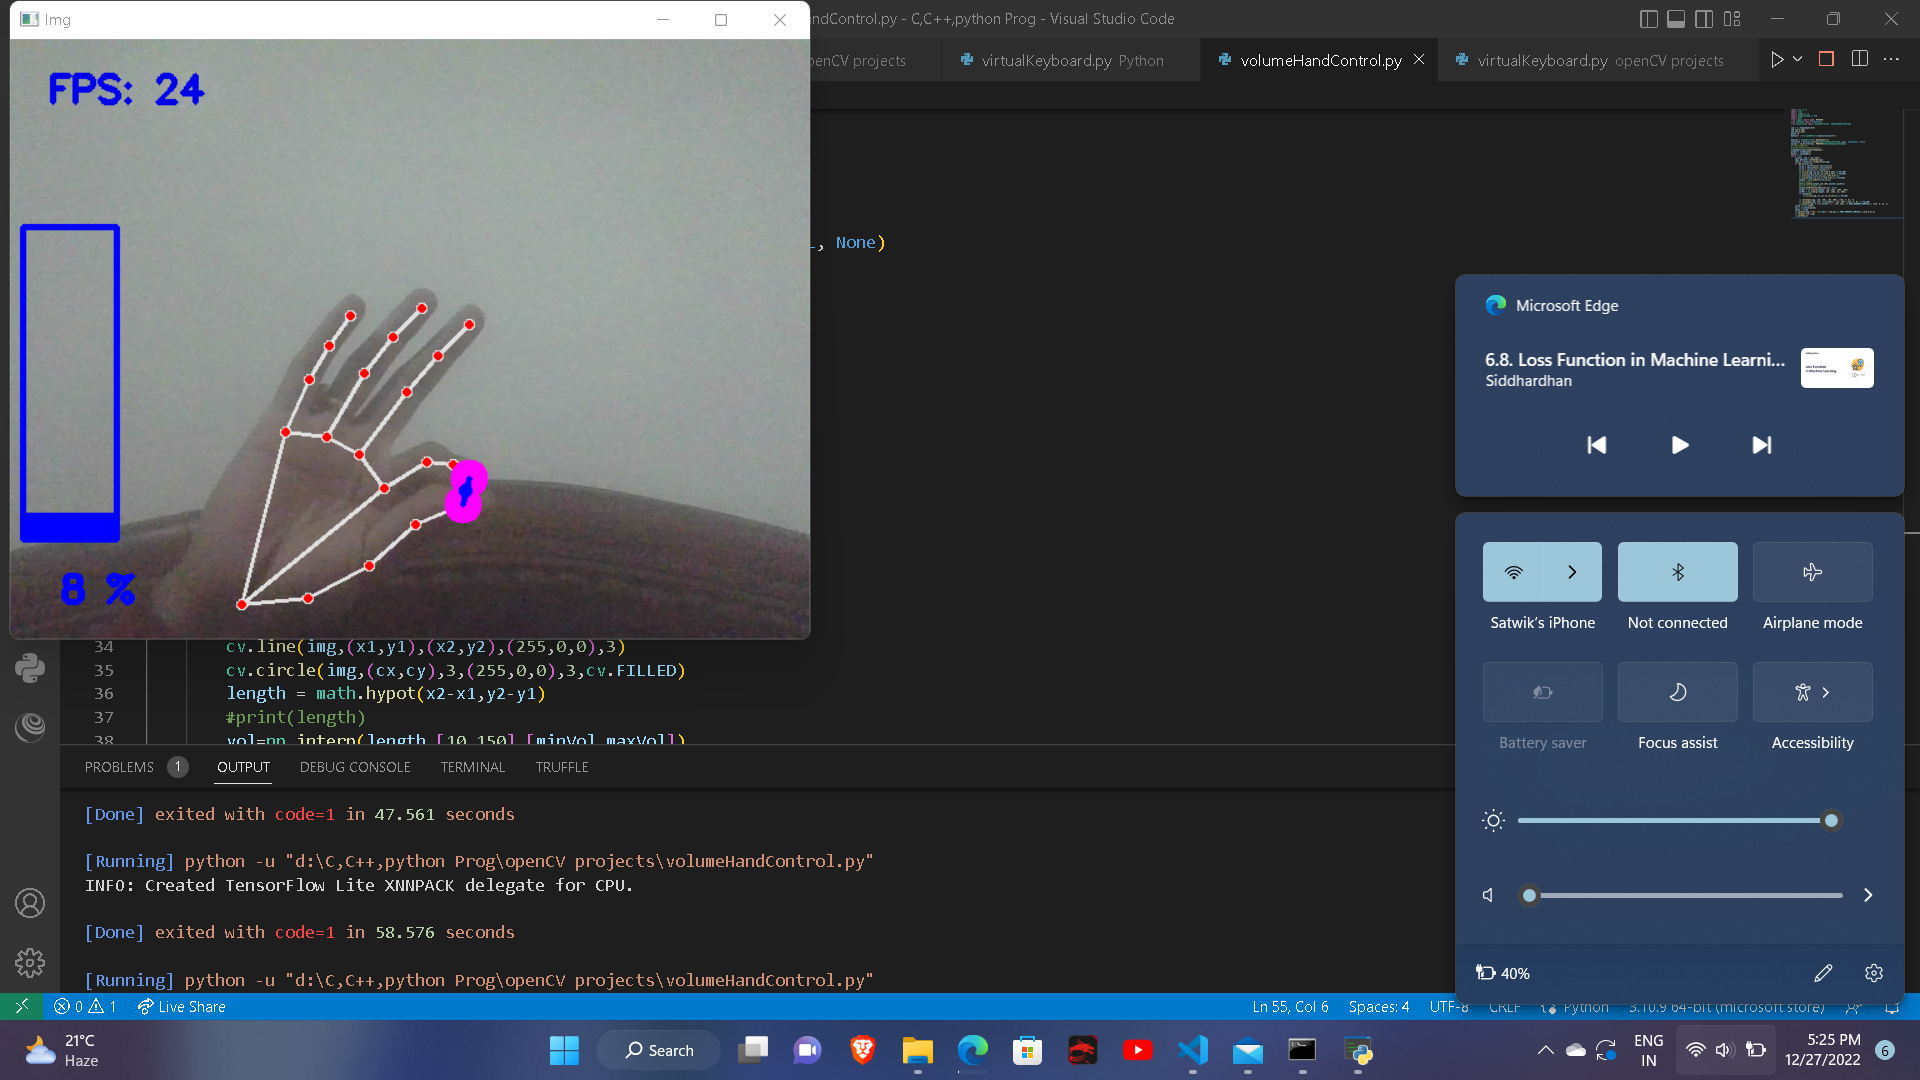 Img
FPS: 24
8 %
ndControl.py - C,C++,python Prog - Visual Studio Code
penCV projects
virtualKeyboard.py Python
volumeHandControl.py
virtualKeyboard.py openCV projects
, None)
34 cv.line(img,(x1,y1),(x2,y2),(255,0,0),3)
35 cv.circle(img,(cx,cy),3,(255,0,0),3,cv.FILLED)
36 length = math.hypot(x2-x1,y2-y1)
37 #print(length)
38 vol=np.interp(length,[10,150],[minVol,maxVol])
PROBLEMS 1 OUTPUT DEBUG CONSOLE TERMINAL TRUFFLE
[Done] exited with code=1 in 47.561 seconds
[Running] python -u "d:\C,C++,python Prog\openCV projects\volumeHandControl.py"
INFO: Created TensorFlow Lite XNNPACK delegate for CPU.
[Done] exited with code=1 in 58.576 seconds
[Running] python -u "d:\C,C++,python Prog\openCV projects\volumeHandControl.py"
Microsoft Edge
6.8. Loss Function in Machine Learni...
Siddhardhan
Satwik's iPhone
Not connected
Airplane mode
Battery saver
Focus assist
Accessibility
40%
0 1 Live Share
Ln 55, Col 6 Spaces: 4 UTF-8 CRLF Python 3.10.9 64-bit (microsoft store)
21°C
Haze
Search
ENG
IN
5:25 PM
12/27/2022
6